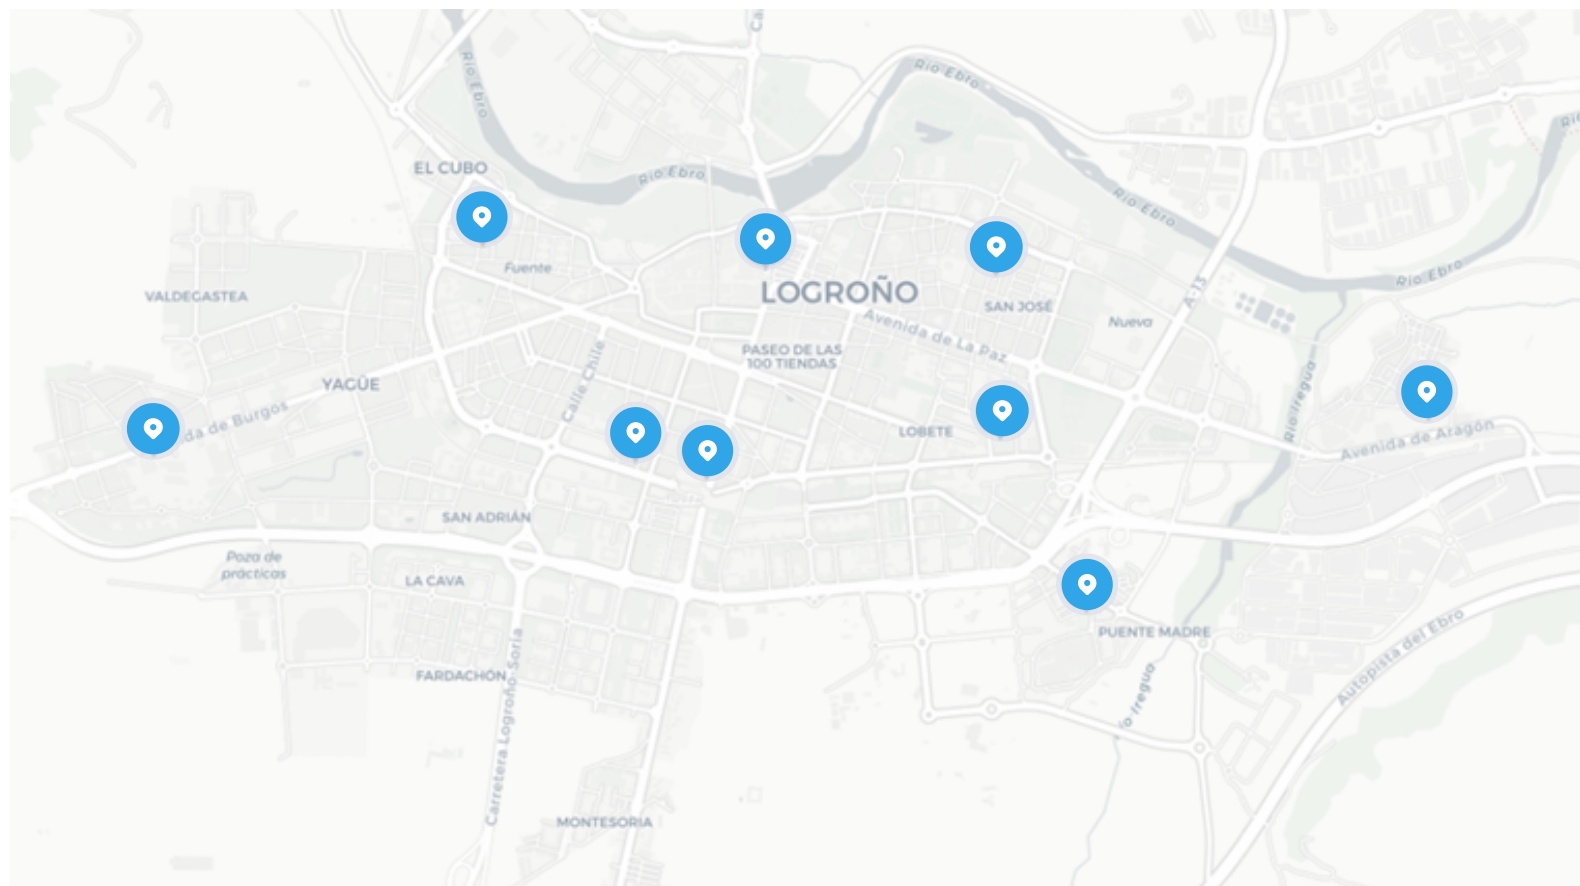 Río Ebro
Río Ebro
EL CUBO
Río Ebro
Río Ebro
Fuente
VALDEGASTEA
LOGROÑO
SAN JOSÉ
A-13
Río Ebro
Nueva
Avenida de La Paz
PASEO DE LAS
100 TIENDAS
Calle Chile
YAGÜE
da de Burgos
LOBETE
Río Iregua
Avenida de Aragón
SAN ADRIÁN
Poza de
prácticas
LA CAVA
PUENTE MADRE
Autopista del Ebro
FARDACHÓN
Carretera Logroño Soria
ío Iregua
MONTESORIA